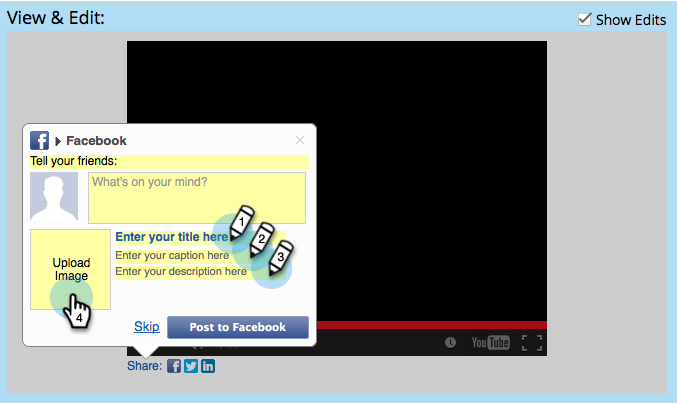 View & Edit:
Show Edits
Facebook
Tell your friends:
What's on your mind?
Enter your title here 1
Enter your caption here 2
Enter your description here 3
Upload
Image
4
Skip
Post to Facebook
YouTube
Share: